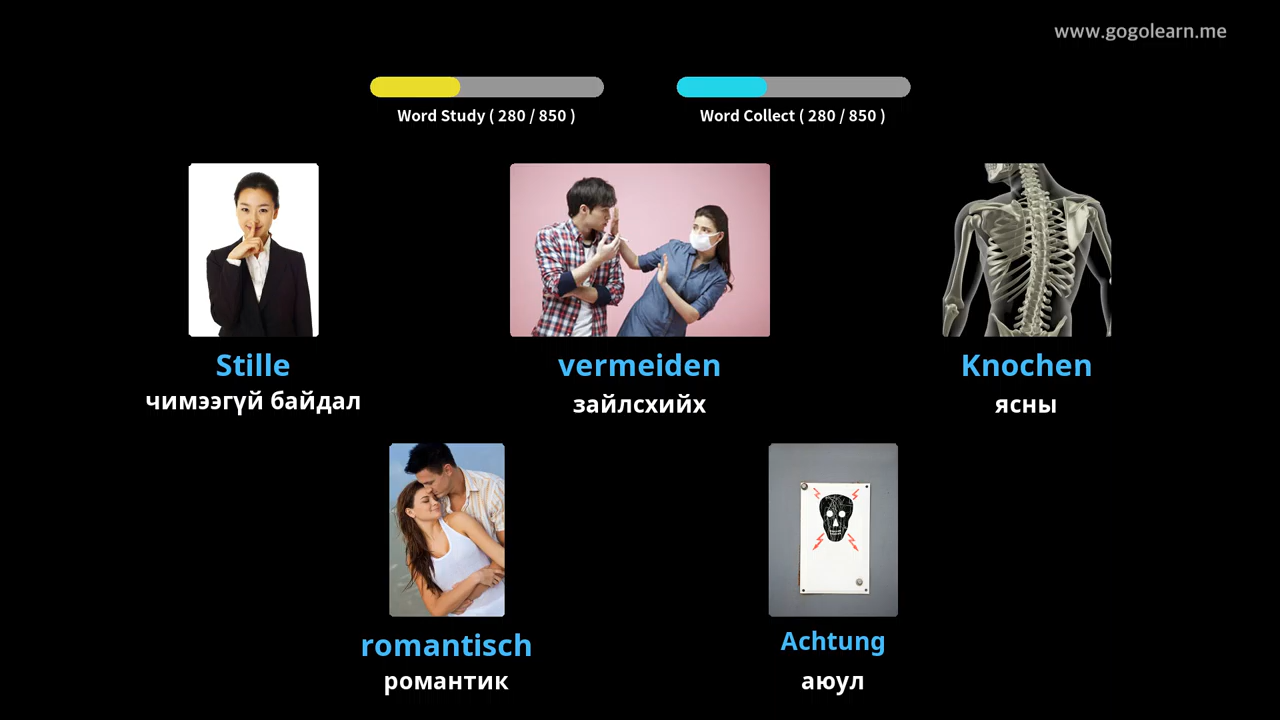 www.gogolearn.me
Word Study ( 280 / 850 )
Word Collect ( 280 / 850 )
Stille
vermeiden
Knochen
чимээгүй байдал
зайлсхийх
ясны
romantisch
Achtung
романтик
аюул